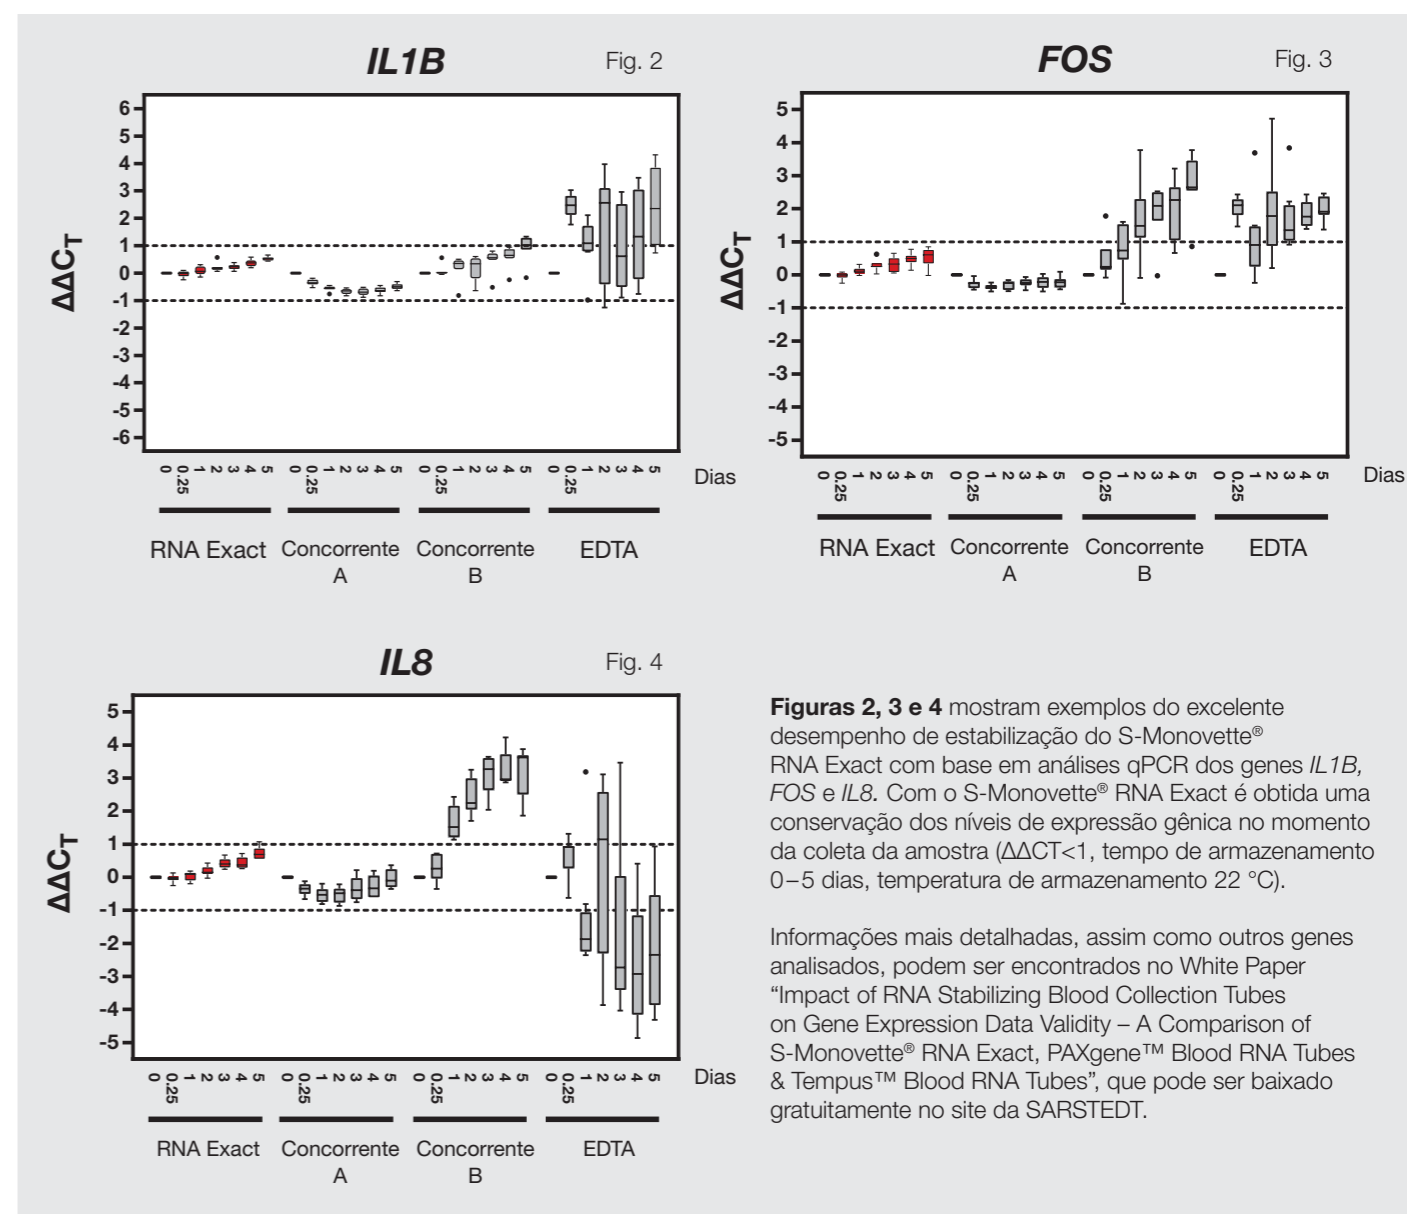 IL1B
Fig. 2
6
5
4
3
2
1
0
-1
-2
-3
-4
-5
-6
ΔΔCT
0 0.25 1 2 3 4 5 0 0.25 1 2 3 4 5 0 0.25 1 2 3 4 5 0 0.25 1 2 3 4 5
Dias
RNA Exact Concorrente A Concorrente B EDTA
FOS
Fig. 3
5
4
3
2
1
0
-1
-2
-3
-4
-5
ΔΔCT
0 0.25 1 2 3 4 5 0 0.25 1 2 3 4 5 0 0.25 1 2 3 4 5 0 0.25 1 2 3 4 5
Dias
RNA Exact Concorrente A Concorrente B EDTA
IL8
Fig. 4
5
4
3
2
1
0
-1
-2
-3
-4
-5
ΔΔCT
0 0.25 1 2 3 4 5 0 0.25 1 2 3 4 5 0 0.25 1 2 3 4 5 0 0.25 1 2 3 4 5
Dias
RNA Exact Concorrente A Concorrente B EDTA
Figuras 2, 3 e 4 mostram exemplos do excelente
desempenho de estabilização do S-Monovette®
RNA Exact com base em análises qPCR dos genes IL1B,
FOS e IL8. Com o S-Monovette® RNA Exact é obtida uma
conservação dos níveis de expressão gênica no momento
da coleta da amostra (ΔΔCT<1, tempo de armazenamento
0–5 dias, temperatura de armazenamento 22 °C).
Informações mais detalhadas, assim como outros genes
analisados, podem ser encontrados no White Paper
“Impact of RNA Stabilizing Blood Collection Tubes
on Gene Expression Data Validity – A Comparison of
S-Monovette® RNA Exact, PAXgene™ Blood RNA Tubes
& Tempus™ Blood RNA Tubes”, que pode ser baixado
gratuitamente no site da SARSTEDT.